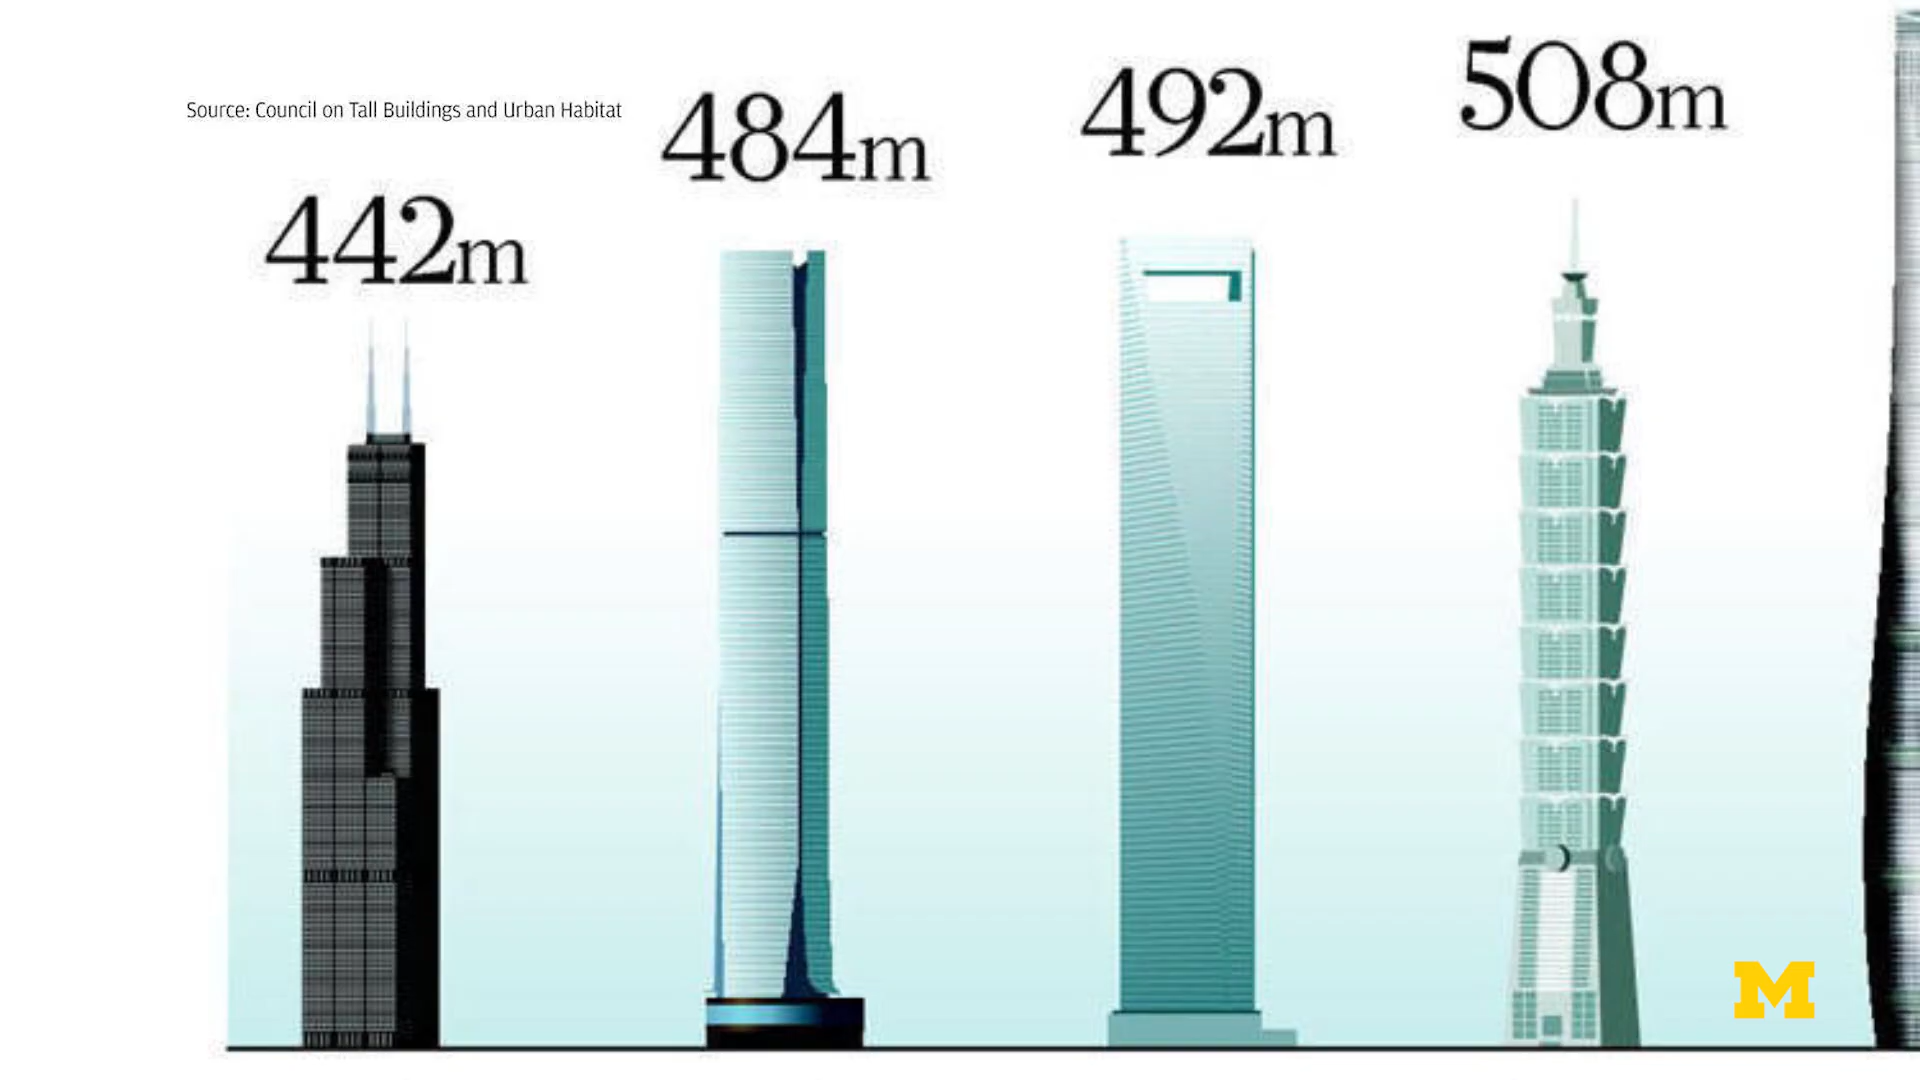 Source: Council on Tall Buildings and Urban Habitat
442m
484m
492m
508m
M